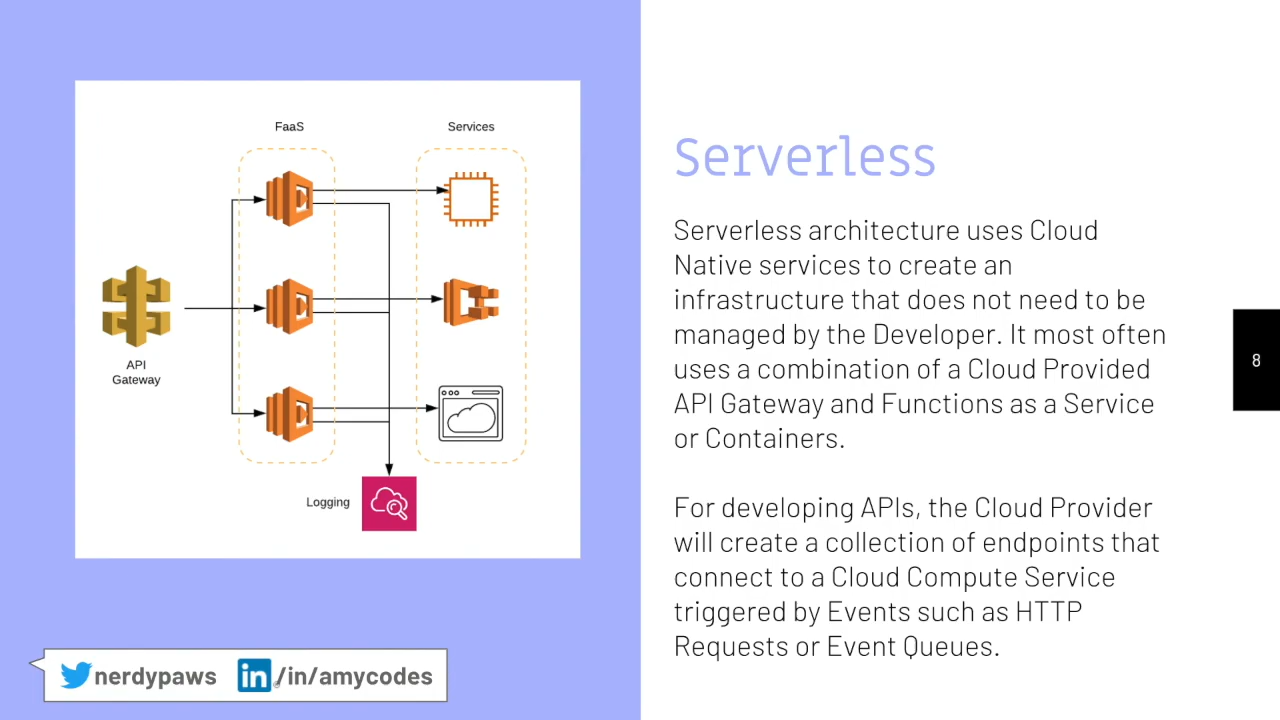 FaaS
Services
API
Gateway
Logging
nerdypaws
in /in/amycodes
Serverless
Serverless architecture uses Cloud
Native services to create an
infrastructure that does not need to be
managed by the Developer. It most often
uses a combination of a Cloud Provided
API Gateway and Functions as a Service
or Containers.
For developing APIs, the Cloud Provider
will create a collection of endpoints that
connect to a Cloud Compute Service
triggered by Events such as HTTP
Requests or Event Queues.
8